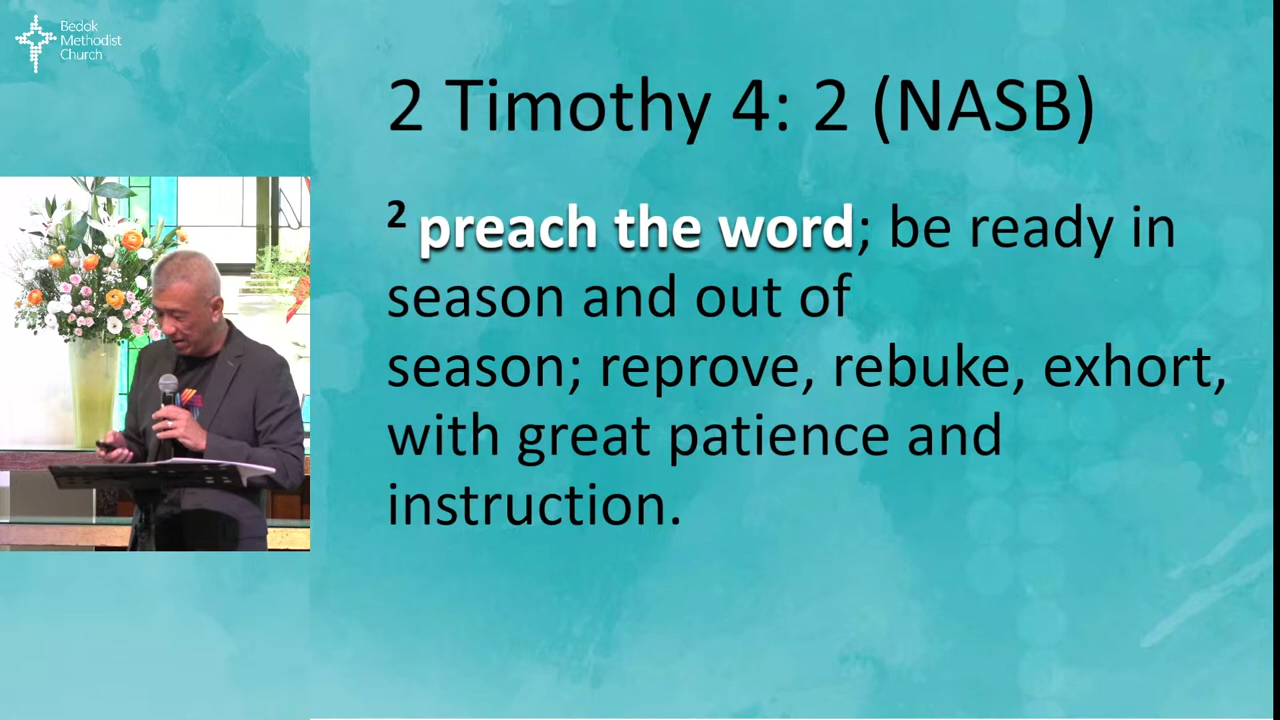 Bedok
Methodist
Church
2 Timothy 4: 2 (NASB)
2 preach the word; be ready in
season and out of
season; reprove, rebuke, exhort,
with great patience and
instruction.